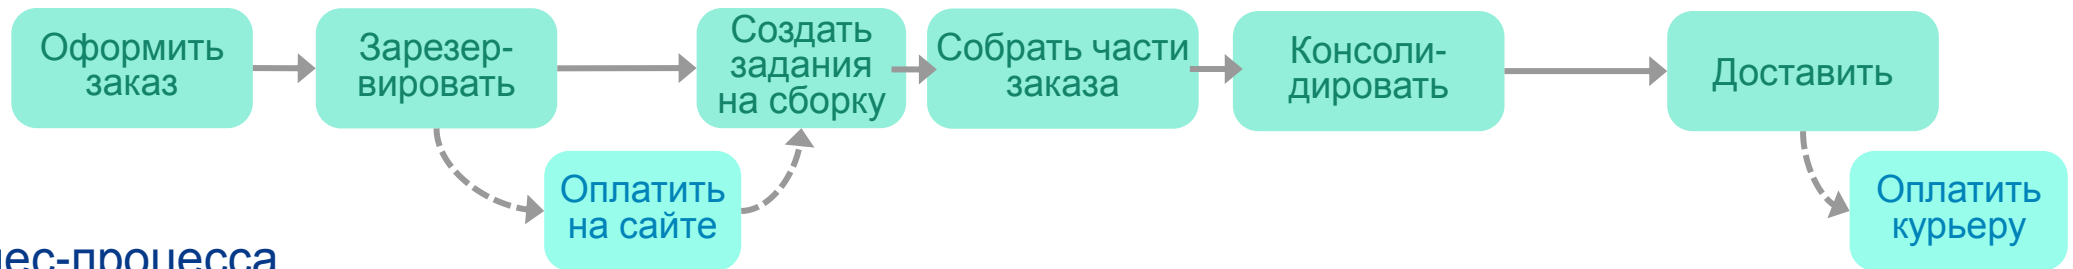 Оформить
заказ
Зарезер-
вировать
Создать
задания
на сборку
Собрать части
заказа
Консоли-
дировать
Доставить
Оплатить
на сайте
Оплатить
курьеру
ес-процесса